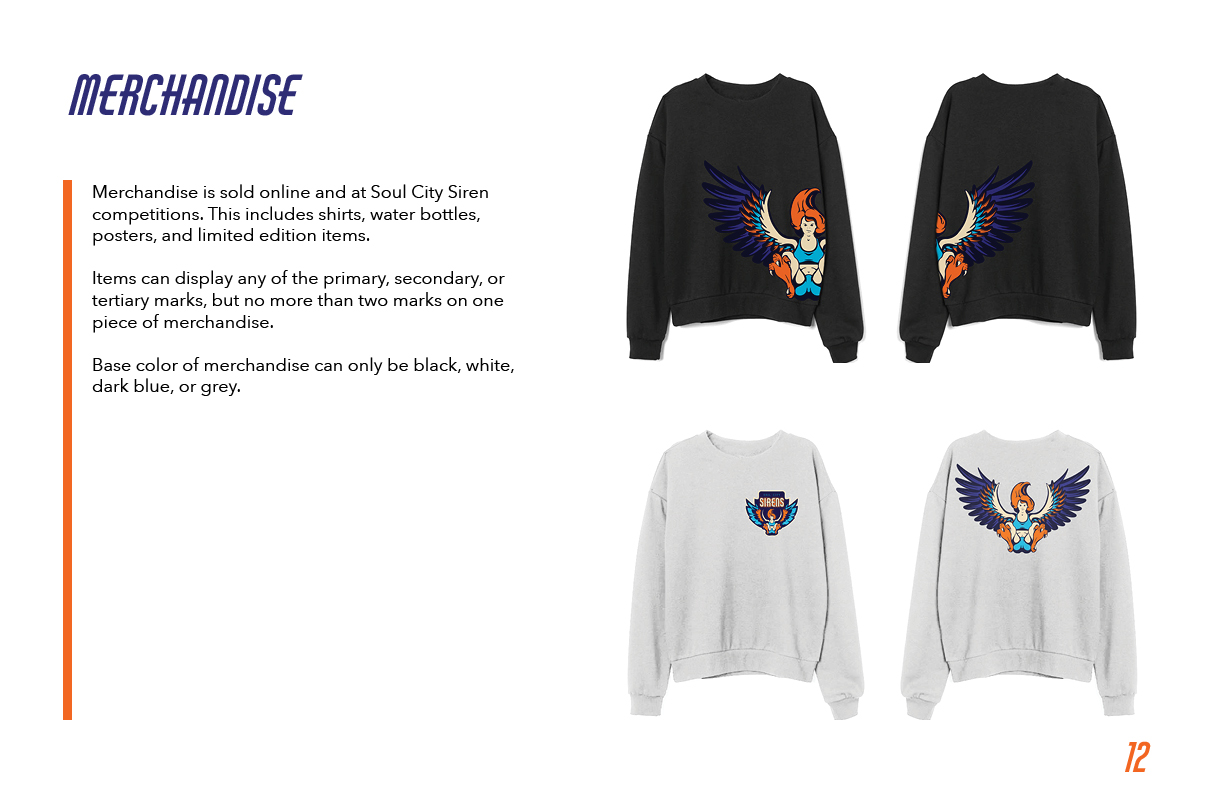 MERCHANDISE
Merchandise is sold online and at Soul City Siren
competitions. This includes shirts, water bottles,
posters, and limited edition items.
Items can display any of the primary, secondary, or
tertiary marks, but no more than two marks on one
piece of merchandise.
Base color of merchandise can only be black, white,
dark blue, or grey.
SIRENS
12